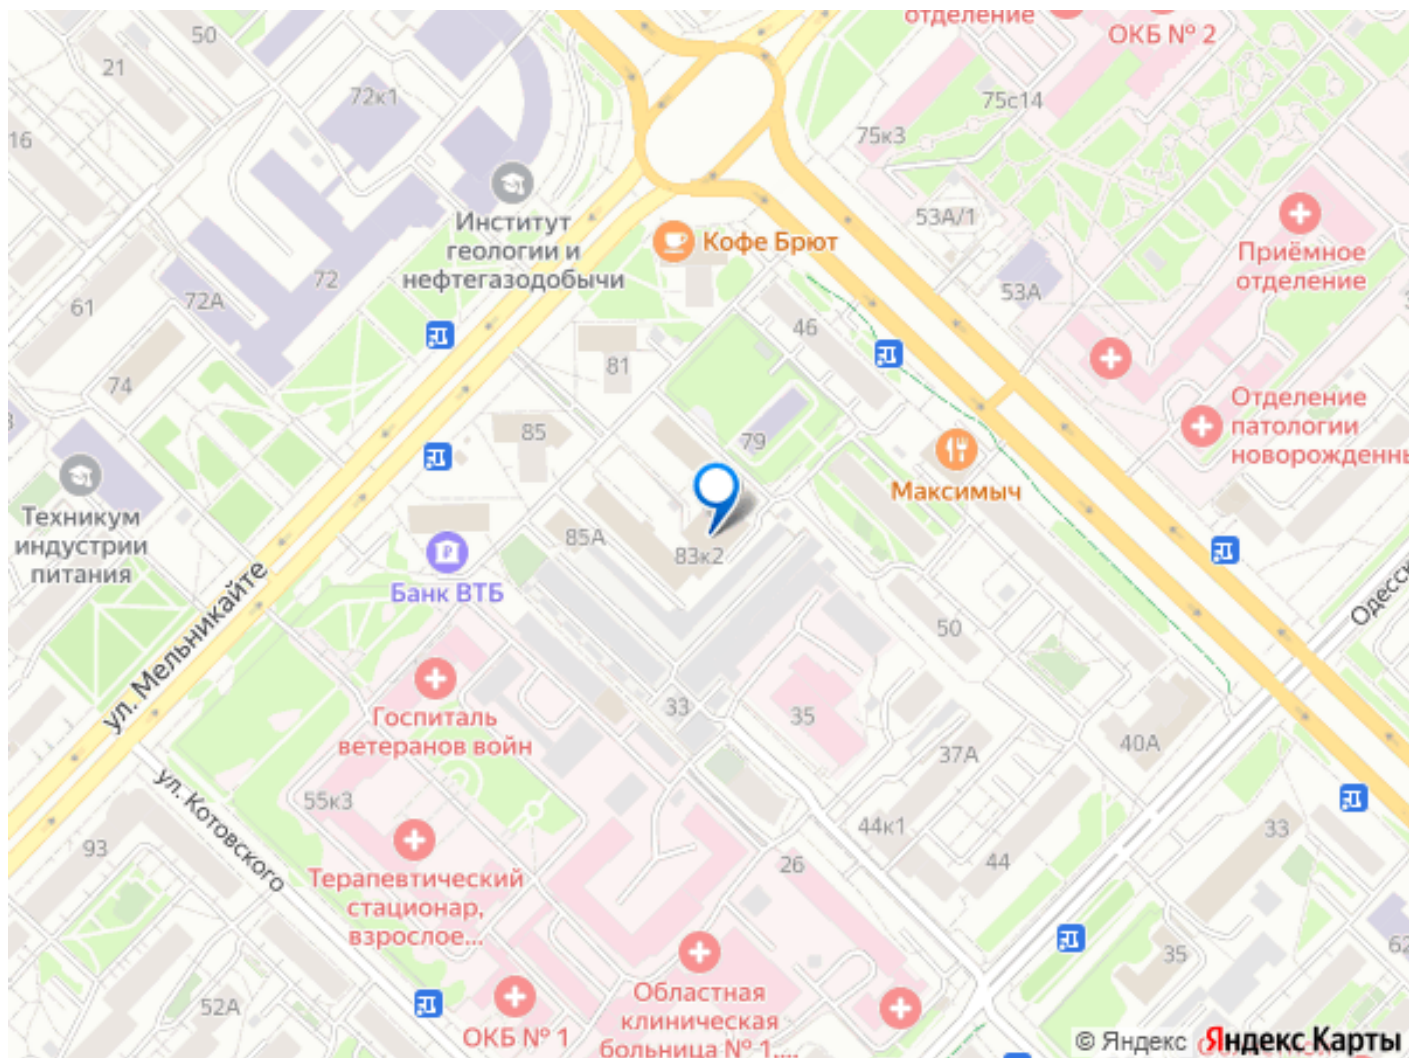 отделение
ОКБ № 2
50
21
72к1
75с14
75к3
16
Институт
геологии и
нефтегазодобычи
Кофе Брют
53А/1
Приёмное
отделение
72
72А
53А
61
46
81
74
Отделение
патологии
новорожденны
85
79
Максимыч
Техникум
индустрии
питания
85А
83к2
Банк ВТБ
ул. Мельникайте
Одесск
50
Госпиталь
ветеранов войн
33
35
37А
40А
55к3
ул. Котовского
93
44к1
33
44
26
Терапевтический
стационар,
взрослое...
62
35
52А
Областная
клиническая
больница № 1,...
ОКБ № 1
© Яндекс
Яндекс Карты